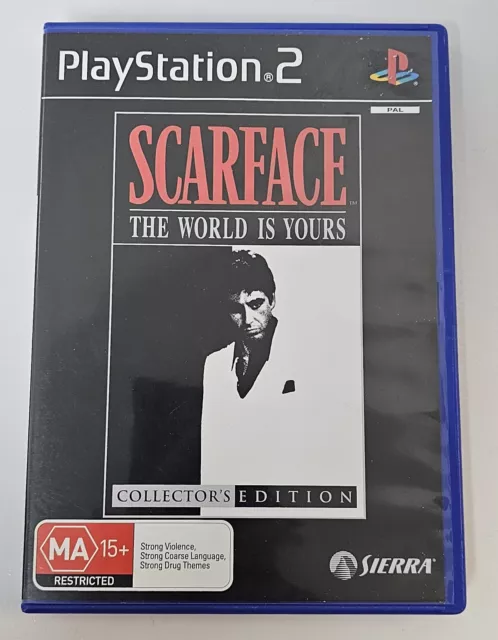 PlayStation®2
PAL
SCARFACE™
THE WORLD IS YOURS
COLLECTOR'S EDITION
MA 15+
RESTRICTED
Strong Violence,
Strong Coarse Language,
Strong Drug Themes
SIERRA